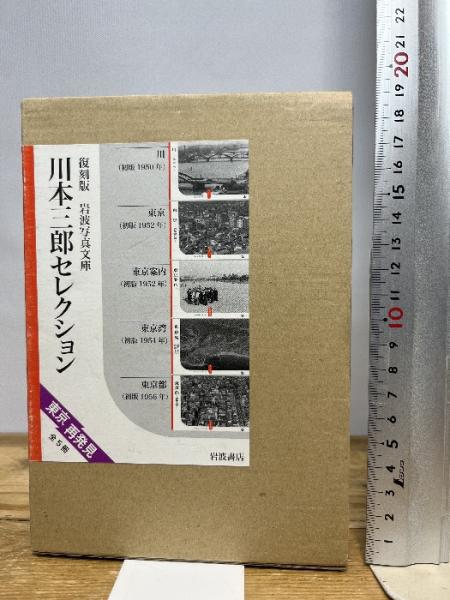 復刻版 岩波写真文庫
川本三郎セレクション
東京 再発見
全5冊
川
(初版1950年)
東京
(初版1952年)
東京案内
(初版1952年)
東京湾
(初版1954年)
東京都
(初版1956年)
岩波書店
22
21
20
19
18
17
16
15
14
13
12
11
10
9
8
7
6
5
4
3
2
1